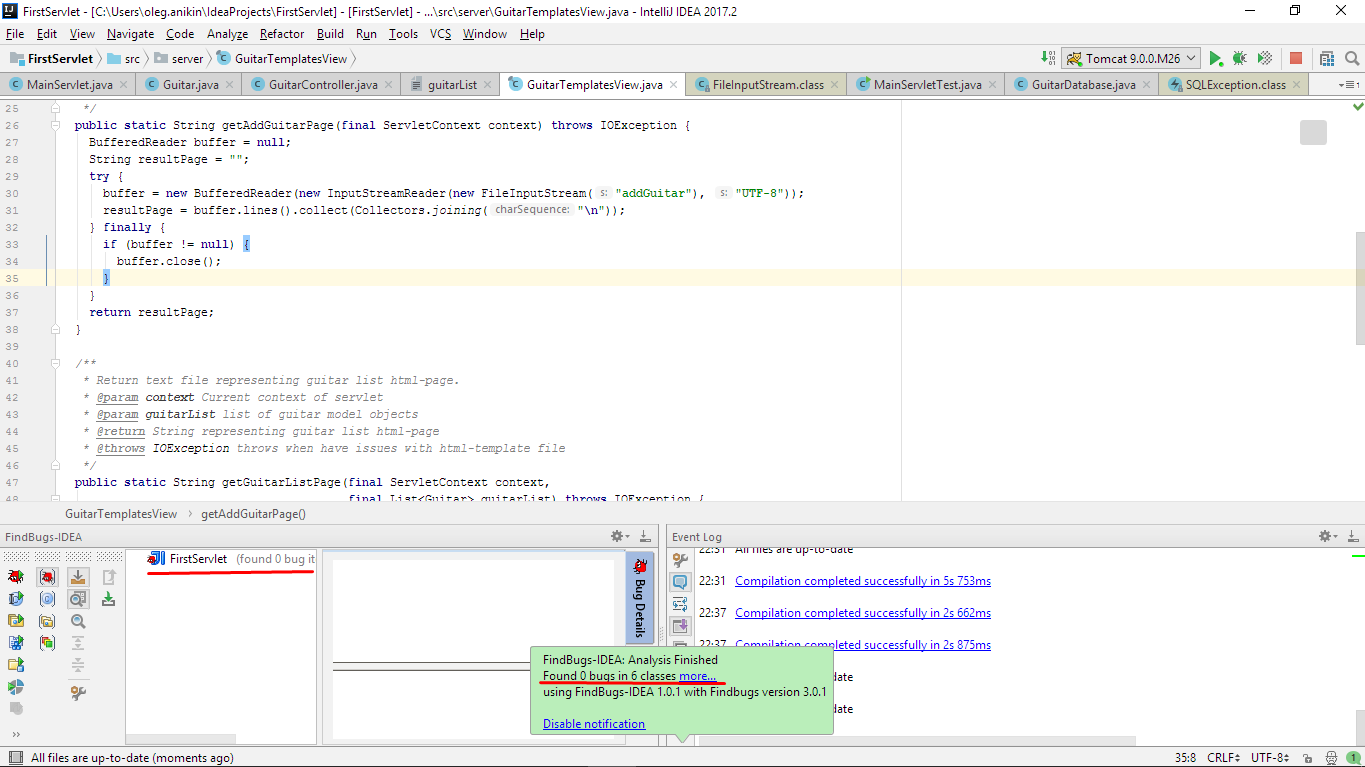 FirstServlet - [C:\Users\oleg.anikin\IdeaProjects\FirstServlet] - [FirstServlet] - ...\src\server\GuitarTemplatesView.java - IntelliJ IDEA 2017.2
File Edit View Navigate Code Analyze Refactor Build Run Tools VCS Window Help
FirstServlet src server GuitarTemplatesView Tomcat 9.0.0.M26
MainServlet.java Guitar.java GuitarController.java guitarList GuitarTemplatesView.java FileInputStream.class MainServletTest.java GuitarDatabase.java SQLException.class
25 */
26 public static String getAddGuitarPage(final ServletContext context) throws IOException {
27 BufferedReader buffer = null;
28 String resultPage = "";
29 try {
30 buffer = new BufferedReader(new InputStreamReader(new FileInputStream( s: "addGuitar"), s: "UTF-8"));
31 resultPage = buffer.lines().collect(Collectors.joining( charSequence: "\n"));
32 } finally {
33 if (buffer != null) {
34 buffer.close();
35 }
36 }
37 return resultPage;
38 }
39
40 /**
41 * Return text file representing guitar list html-page.
42 * @param context Current context of servlet
43 * @param guitarList list of guitar model objects
44 * @return String representing guitar list html-page
45 * @throws IOException throws when have issues with html-template file
46 */
47 public static String getGuitarListPage(final ServletContext context,
48 final List<Guitar> guitarList) throws IOException {
GuitarTemplatesView getAddGuitarPage()
FindBugs-IDEA
FirstServlet (found 0 bug it
Bug Details
Event Log
22:31 All files are up-to-date
22:31 Compilation completed successfully in 5s 753ms
22:37 Compilation completed successfully in 2s 662ms
22:37 Compilation completed successfully in 2s 875ms
date
date
FindBugs-IDEA: Analysis Finished
Found 0 bugs in 6 classes more...
using FindBugs-IDEA 1.0.1 with Findbugs version 3.0.1
Disable notification
All files are up-to-date (moments ago) 35:8 CRLF UTF-8 1